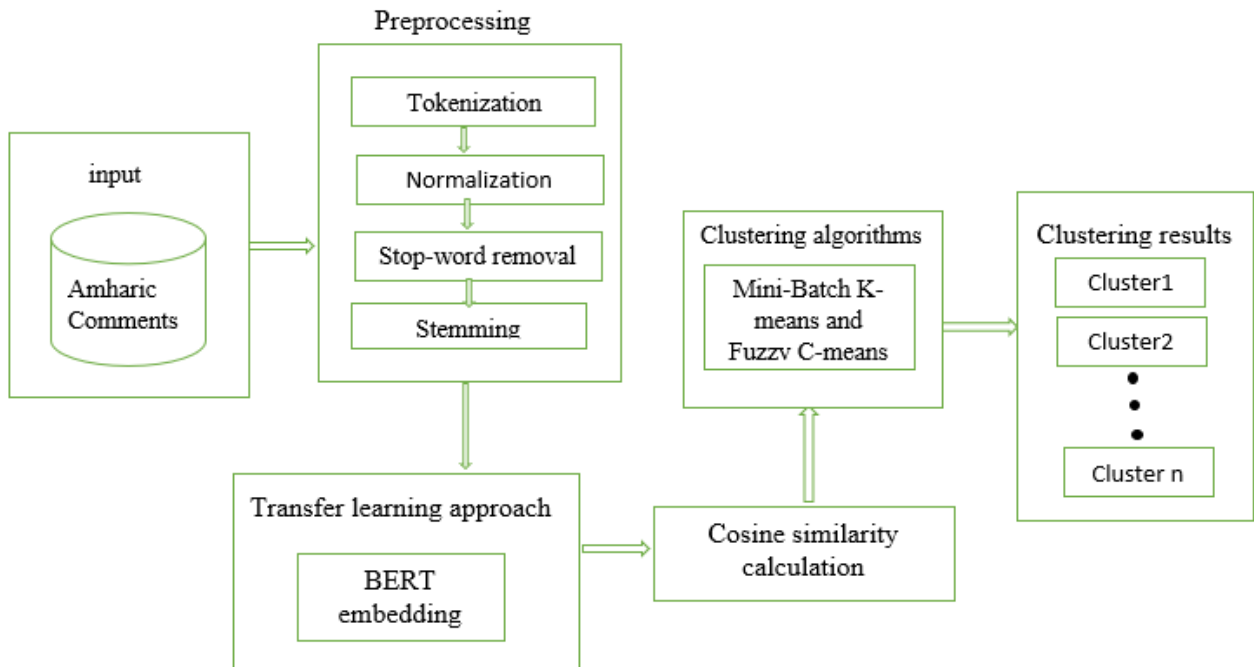 Preprocessing
Tokenization
Normalization
Stop-word removal
Stemming
input
Amharic
Comments
Transfer learning approach
BERT
embedding
Cosine similarity
calculation
Clustering algorithms
Mini-Batch K-
means and
Fuzzy C-means
Clustering results
Cluster1
Cluster2
Cluster n